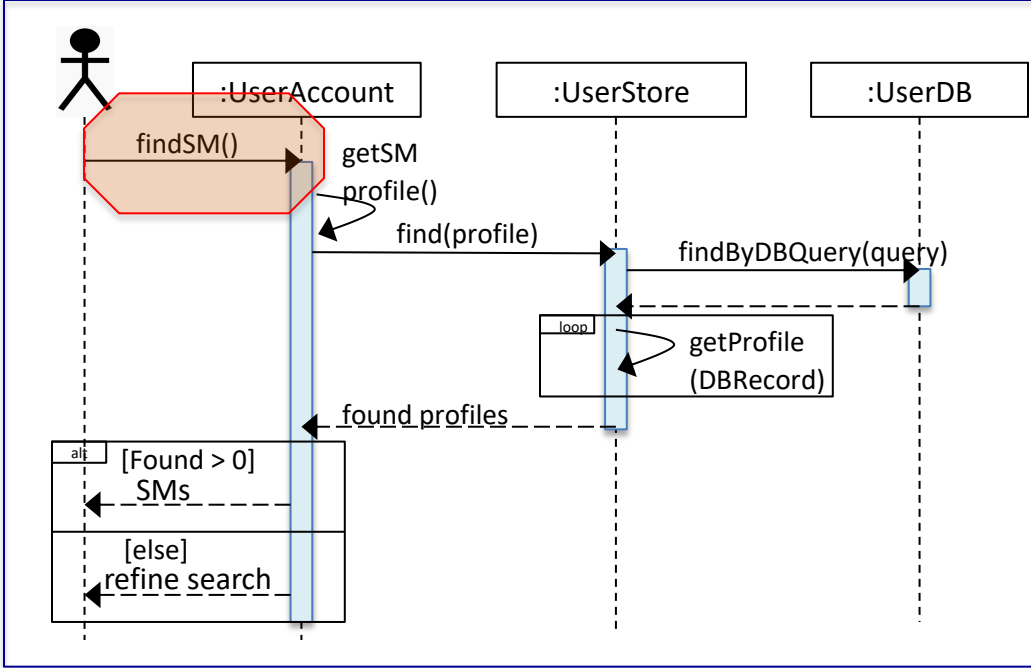 :UserAccount
:UserStore
:UserDB
findSM()
getSM
profile()
find(profile)
findByDBQuery(query)
loop
getProfile
(DBRecord)
found profiles
alt
[Found > 0]
SMs
[else]
refine search